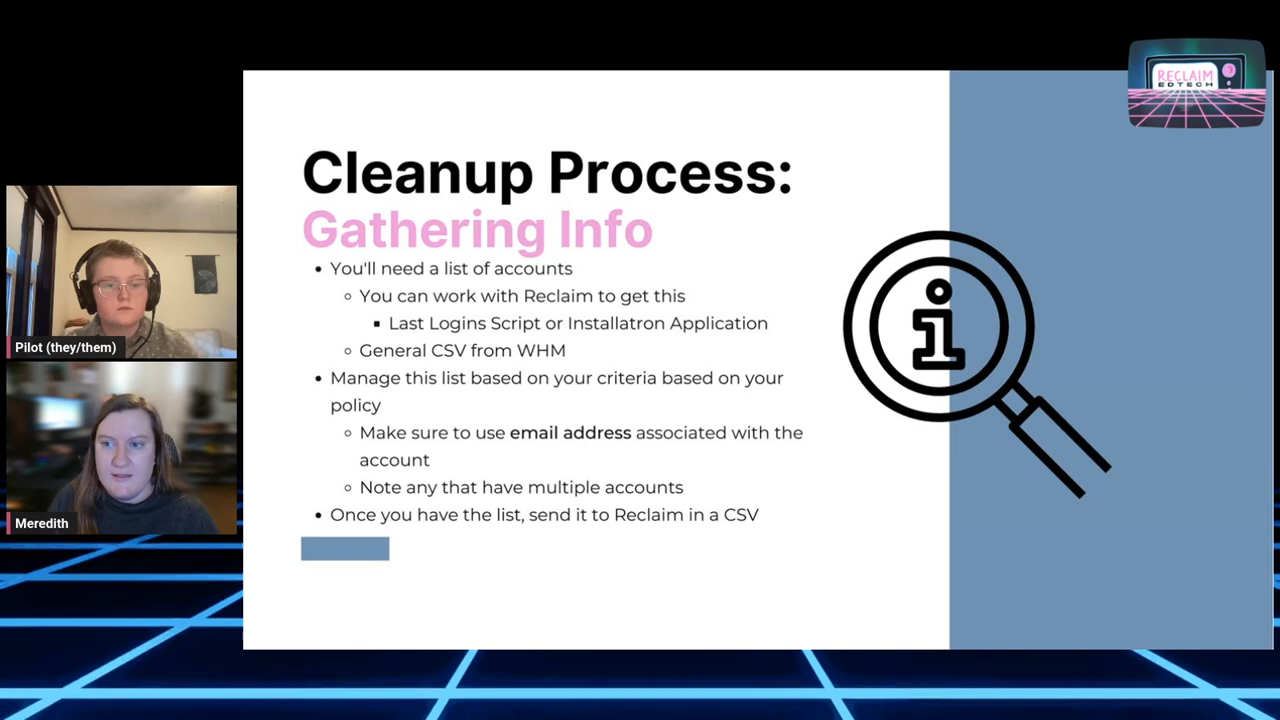 RECLAIM
EDTECH
Cleanup Process:
Gathering Info
• You'll need a list of accounts
◦ You can work with Reclaim to get this
▪ Last Logins Script or Installatron Application
◦ General CSV from WHM
• Manage this list based on your criteria based on your
policy
◦ Make sure to use email address associated with the
account
◦ Note any that have multiple accounts
• Once you have the list, send it to Reclaim in a CSV
Pilot (they/them)
Meredith